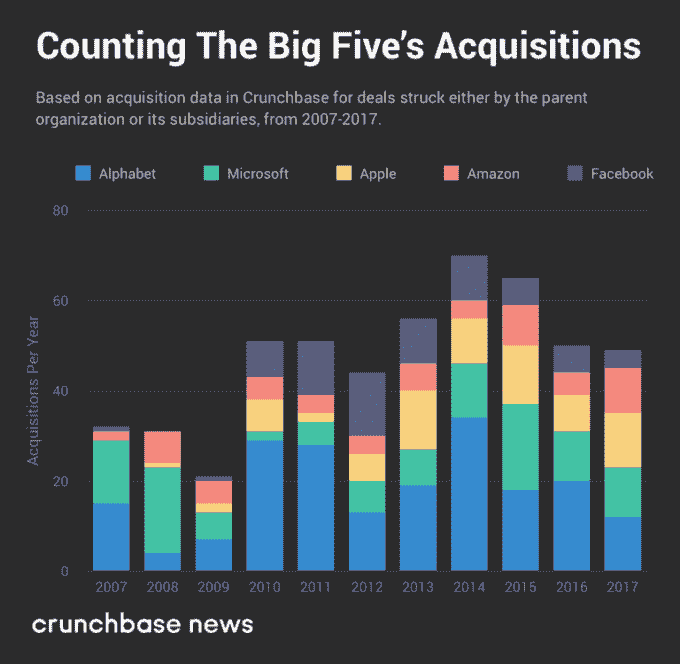 Counting The Big Five's Acquisitions
Based on acquisition data in Crunchbase for deals struck either by the parent
organization or its subsidiaries, from 2007-2017.
Alphabet Microsoft Apple Amazon Facebook
80
60
40
20
0
Acquisitions Per Year
2007 2008 2009 2010 2011 2012 2013 2014 2015 2016 2017
crunchbase news